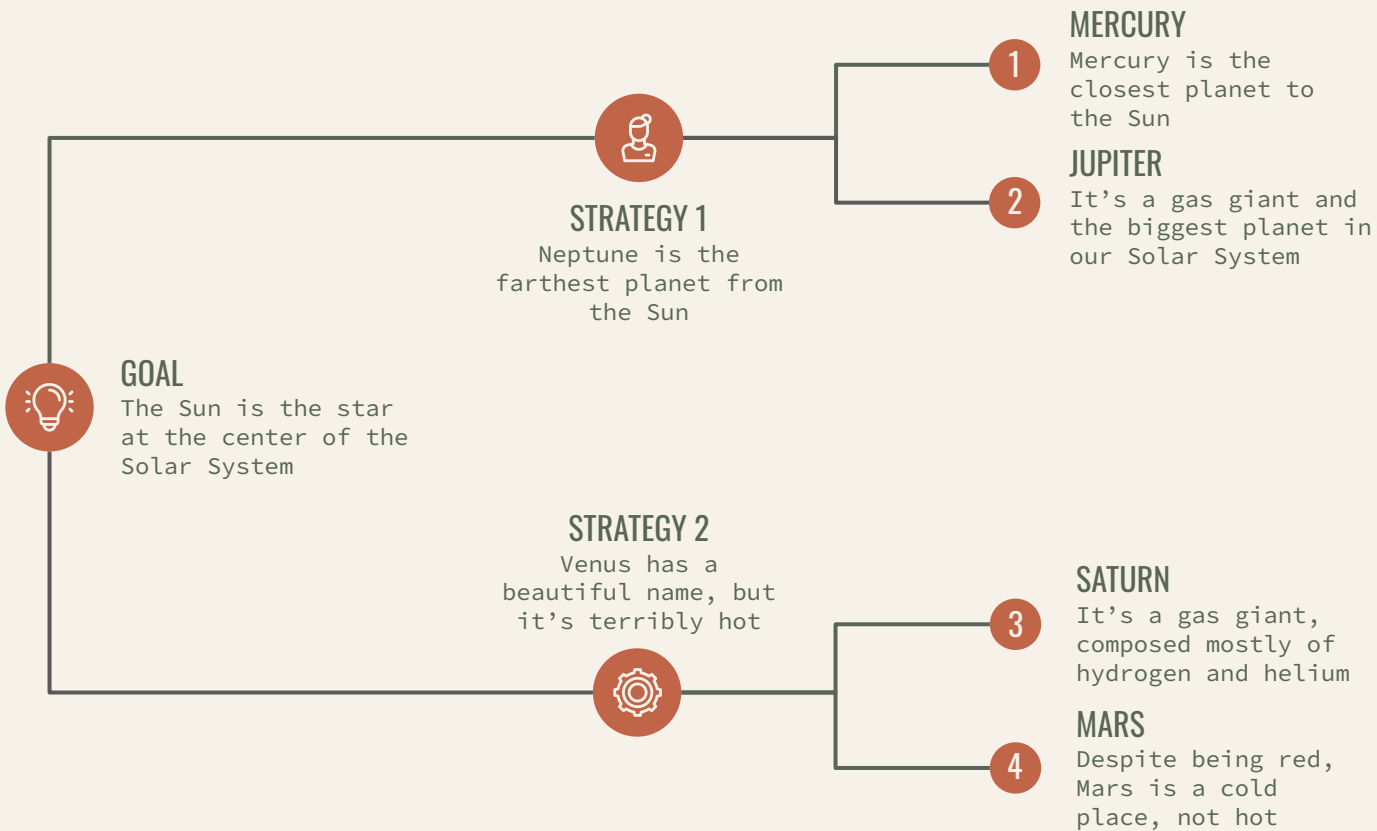 MERCURY
1
Mercury is the
closest planet to
the Sun
JUPITER
2
It’s a gas giant and
the biggest planet in
our Solar System
STRATEGY 1
Neptune is the
farthest planet from
the Sun
GOAL
The Sun is the star
at the center of the
Solar System
STRATEGY 2
Venus has a
beautiful name, but
it’s terribly hot
SATURN
3
It’s a gas giant,
composed mostly of
hydrogen and helium
MARS
4
Despite being red,
Mars is a cold
place, not hot